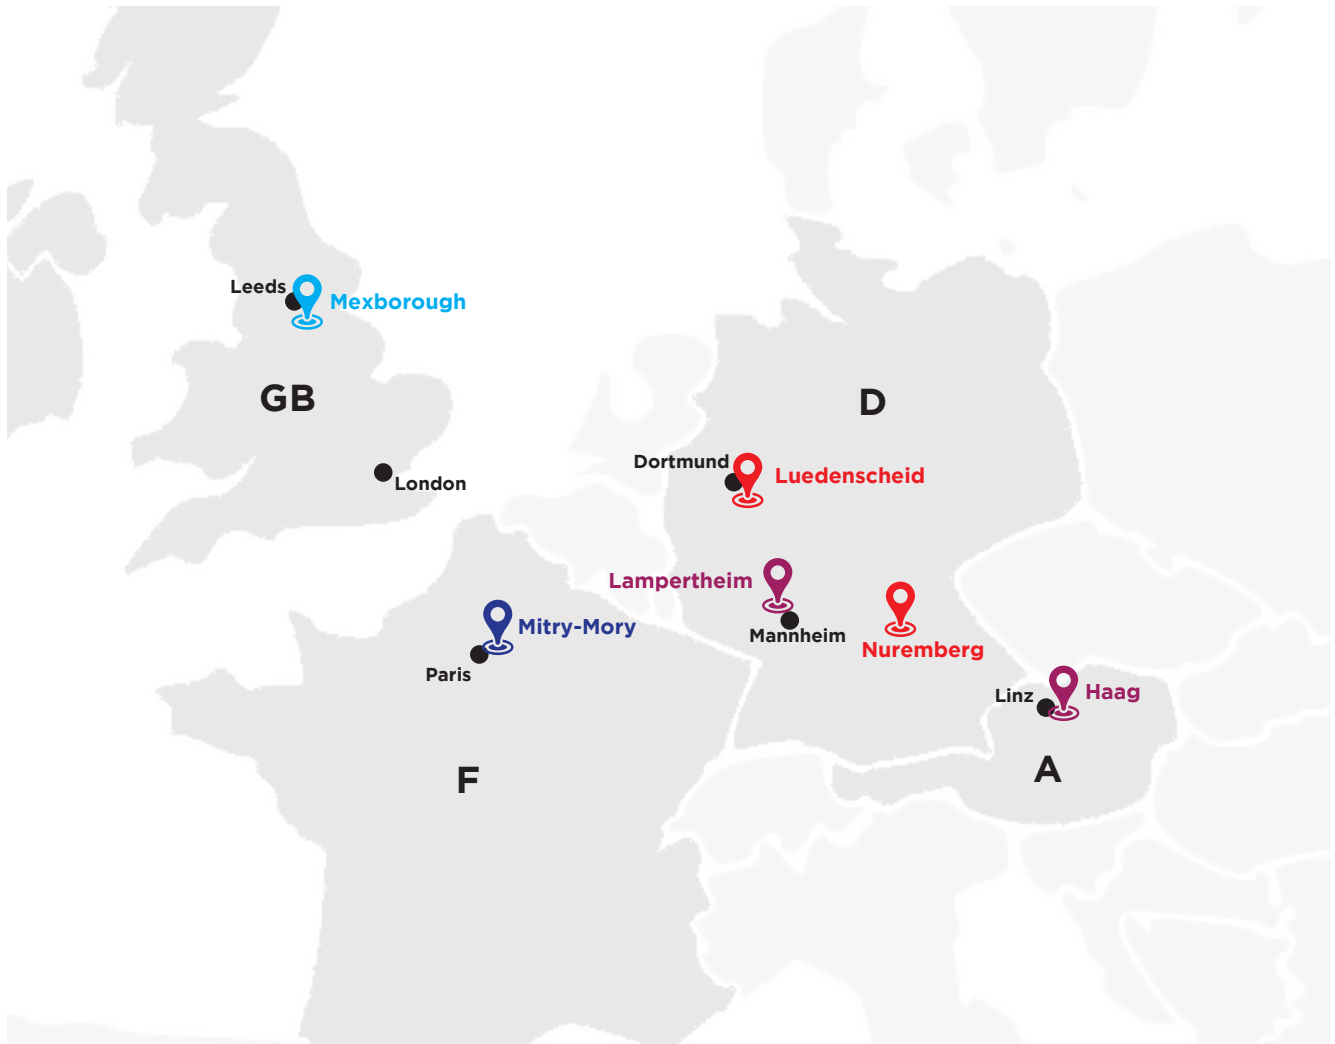 Leeds
Mexborough
GB
D
Dortmund
Luedenscheid
London
Lampertheim
Mitry-Mory
Mannheim
Nuremberg
Paris
Linz
Haag
F
A